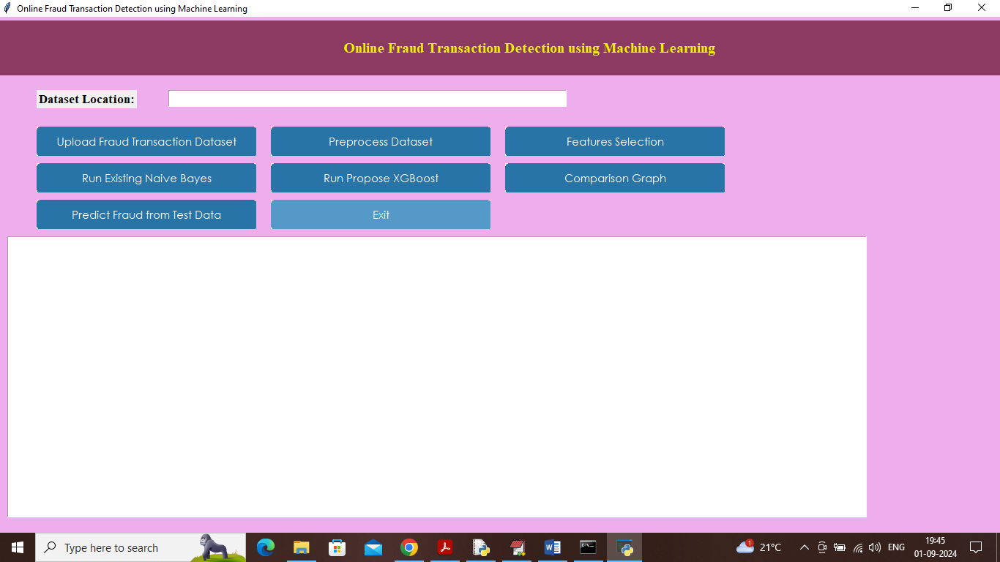 Online Fraud Transaction Detection using Machine Learning
Online Fraud Transaction Detection using Machine Learning
Dataset Location:
Upload Fraud Transaction Dataset
Preprocess Dataset
Features Selection
Run Existing Naive Bayes
Run Propose XGBoost
Comparison Graph
Predict Fraud from Test Data
Exit
Type here to search
1
21°C
ENG
19:45
01-09-2024